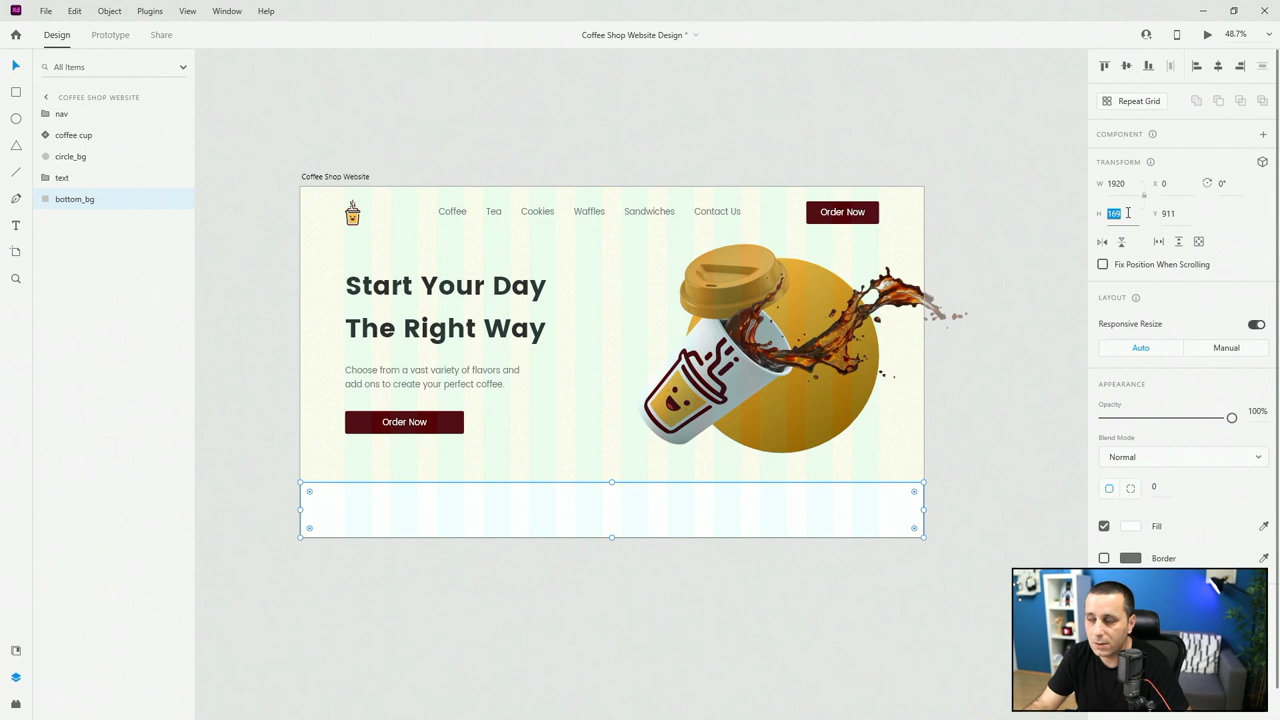 Xd File Edit Object Plugins View Window Help
Design Prototype Share
Coffee Shop Website Design *
48.7%
All Items
COFFEE SHOP WEBSITE
nav
coffee cup
circle_bg
text
bottom_bg
Coffee Shop Website
Coffee Tea Cookies Waffles Sandwiches Contact Us
Order Now
Start Your Day
The Right Way
Choose from a vast variety of flavors and
add ons to create your perfect coffee.
Order Now
Repeat Grid
COMPONENT
TRANSFORM
W 1920 X 0 0°
H 169 Y 911
Fix Position When Scrolling
LAYOUT
Responsive Resize
Auto Manual
APPEARANCE
Opacity
100%
Blend Mode
Normal
0
Fill
Border